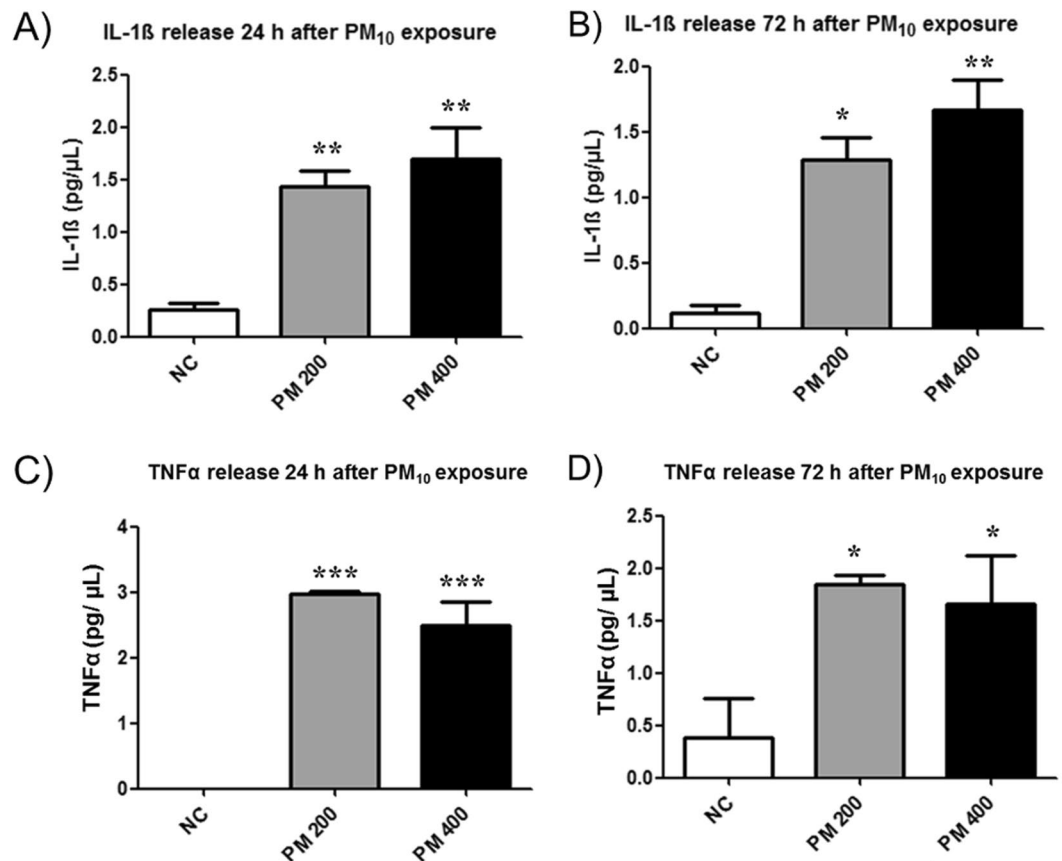 A)
IL-1ß release 24 h after PM₁₀ exposure
IL-1ß (pg/µL)
2.5
2.0
1.5
1.0
0.5
0.0
**
**
NC
PM 200
PM 400
B)
IL-1ß release 72 h after PM₁₀ exposure
IL-1ß (pg/µL)
2.0
1.5
1.0
0.5
0.0
*
**
NC
PM 200
PM 400
C)
TNFα release 24 h after PM₁₀ exposure
TNFα (pg/ µL)
4
3
2
1
0
***
***
NC
PM 200
PM 400
D)
TNFα release 72 h after PM₁₀ exposure
TNFα (pg/ µL)
2.5
2.0
1.5
1.0
0.5
0.0
*
*
NC
PM 200
PM 400